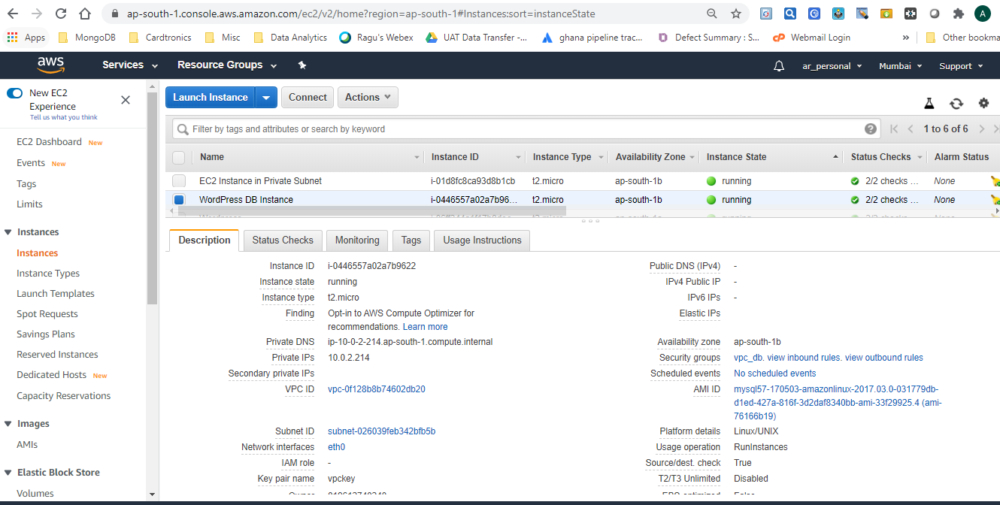 ap-south-1.console.aws.amazon.com/ec2/v2/home?region=ap-south-1#Instances:sort=instanceState
A
Apps MongoDB Cardtronics Misc Data Analytics Ragu's Webex UAT Data Transfer -... ghana pipeline trac... Defect Summary : S... Webmail Login » Other bookma
aws Services Resource Groups ar_personal Mumbai Support
New EC2
Experience
Tell us what you think
Launch Instance Connect Actions
Filter by tags and attributes or search by keyword 1 to 6 of 6
Name Instance ID Instance Type Availability Zone Instance State Status Checks Alarm Status
EC2 Instance in Private Subnet i-01d8fc8ca93d8b1cb t2.micro ap-south-1b running 2/2 checks ... None
WordPress DB Instance i-0446557a02a7b96... t2.micro ap-south-1b running 2/2 checks ... None
EC2 Dashboard New
Events New
Tags
Limits
Instances
Instances
Instance Types
Launch Templates
Spot Requests
Savings Plans
Reserved Instances
Dedicated Hosts New
Capacity Reservations
Images
AMIs
Elastic Block Store
Volumes
Description Status Checks Monitoring Tags Usage Instructions
Instance ID i-0446557a02a7b9622
Instance state running
Instance type t2.micro
Finding Opt-in to AWS Compute Optimizer for
recommendations. Learn more
Private DNS ip-10-0-2-214.ap-south-1.compute.internal
Private IPs 10.0.2.214
Secondary private IPs
VPC ID vpc-0f128b8b74602db20
Subnet ID subnet-026039feb342bfb5b
Network interfaces eth0
IAM role -
Key pair name vpckey
Public DNS (IPv4) -
IPv4 Public IP -
IPv6 IPs -
Elastic IPs
Availability zone ap-south-1b
Security groups vpc_db. view inbound rules. view outbound rules
Scheduled events No scheduled events
AMI ID mysql57-170503-amazonlinux-2017.03.0-031779db-
d1ed-427a-816f-3d2daf8340bb-ami-33f29925.4 (ami-
76166b19)
Platform details Linux/UNIX
Usage operation RunInstances
Source/dest. check True
T2/T3 Unlimited Disabled